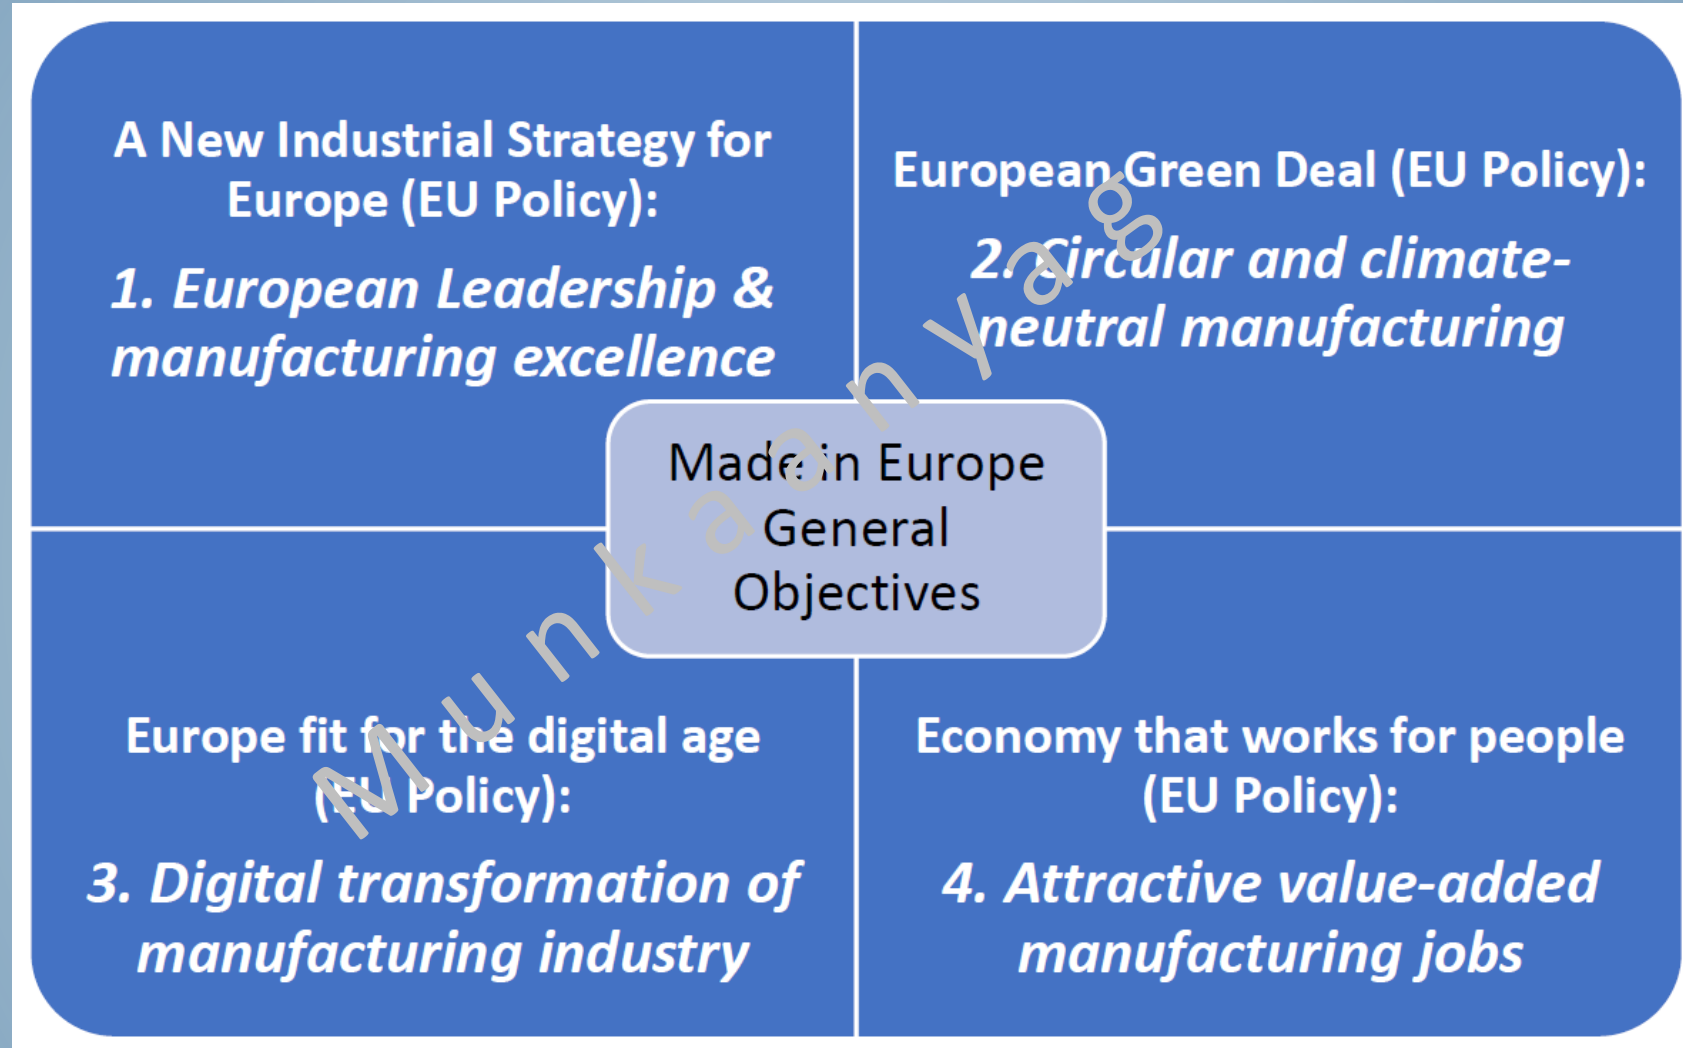 A New Industrial Strategy for
Europe (EU Policy):
1. European Leadership &
manufacturing excellence
European Green Deal (EU Policy):
2. Circular and climate-
neutral manufacturing
Made in Europe
General
Objectives
Europe fit for the digital age
(EU Policy):
3. Digital transformation of
manufacturing industry
Economy that works for people
(EU Policy):
4. Attractive value-added
manufacturing jobs
Munkaanyag